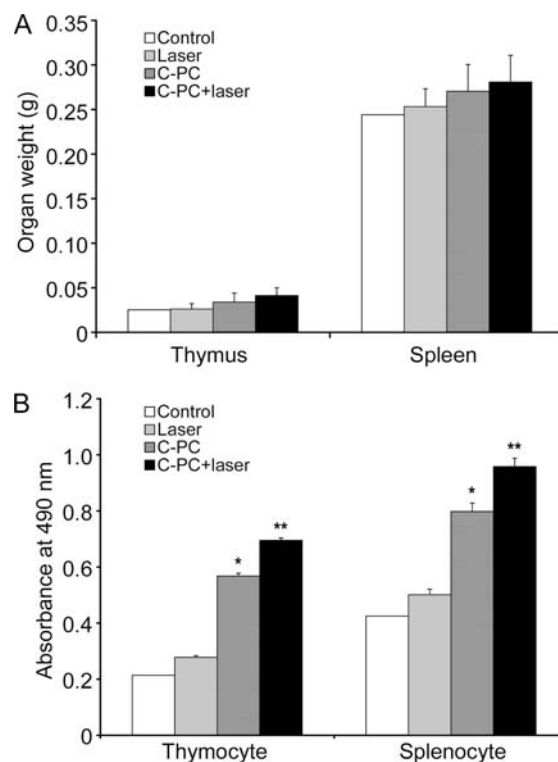 A
Control
Laser
C-PC
C-PC+laser
Organ weight (g)
0.35
0.30
0.25
0.20
0.15
0.10
0.05
0
Thymus Spleen
B
Control
Laser
C-PC
C-PC+laser
Absorbance at 490 nm
1.2
1.0
0.8
0.6
0.4
0.2
0
* ** * **
Thymocyte Splenocyte